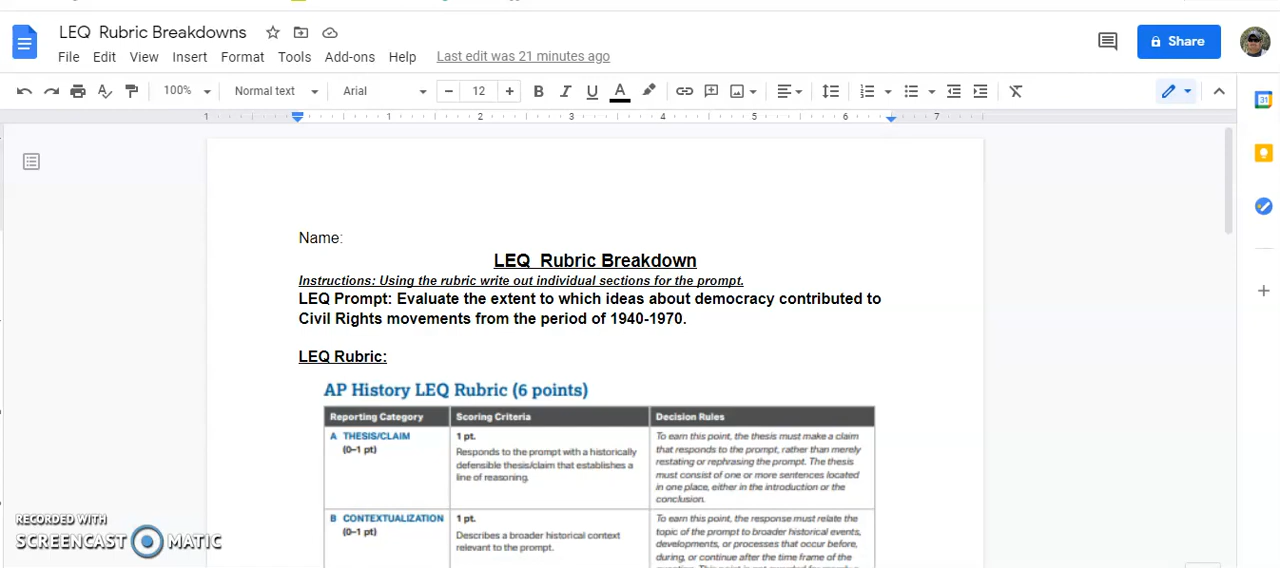 LEQ  Rubric Breakdowns
File Edit View Insert Format Tools Add-ons Help Last edit was 21 minutes ago
Share
100% Normal text Arial 12 B I U A
1 1 2 3 4 5 6 7
31
Name:
LEQ  Rubric Breakdown
Instructions: Using the rubric write out individual sections for the prompt.
LEQ Prompt: Evaluate the extent to which ideas about democracy contributed to
Civil Rights movements from the period of 1940-1970.
LEQ Rubric:
AP History LEQ Rubric (6 points)
Reporting Category Scoring Criteria Decision Rules
A THESIS/CLAIM
(0–1 pt)
1 pt.
Responds to the prompt with a historically
defensible thesis/claim that establishes a
line of reasoning.
To earn this point, the thesis must make a claim
that responds to the prompt, rather than merely
restating or rephrasing the prompt. The thesis
must consist of one or more sentences located
in one place, either in the introduction or the
conclusion.
B CONTEXTUALIZATION
(0–1 pt)
1 pt.
Describes a broader historical context
relevant to the prompt.
To earn this point, the response must relate the
topic of the prompt to broader historical events,
developments, or processes that occur before,
during, or continue after the time frame of the
RECORDED WITH
SCREENCAST MATIC